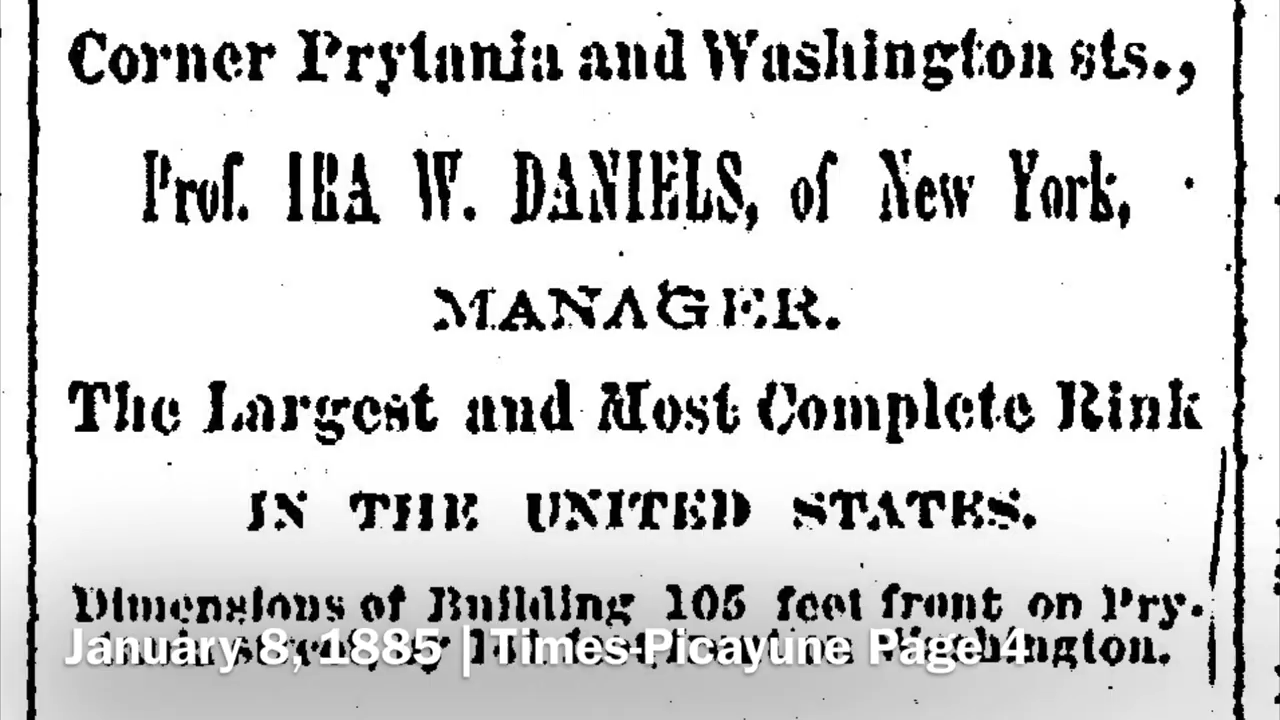 Corner Prytania and Washington sts.,
Prof. IRA W. DANIELS, of New York,
MANAGER.
The Largest and Most Complete Rink
IN THE UNITED STATES.
Dimensions of Building 105 feet front on Pry-
Washington.
January 8, 1885 | Times-Picayune Page 4